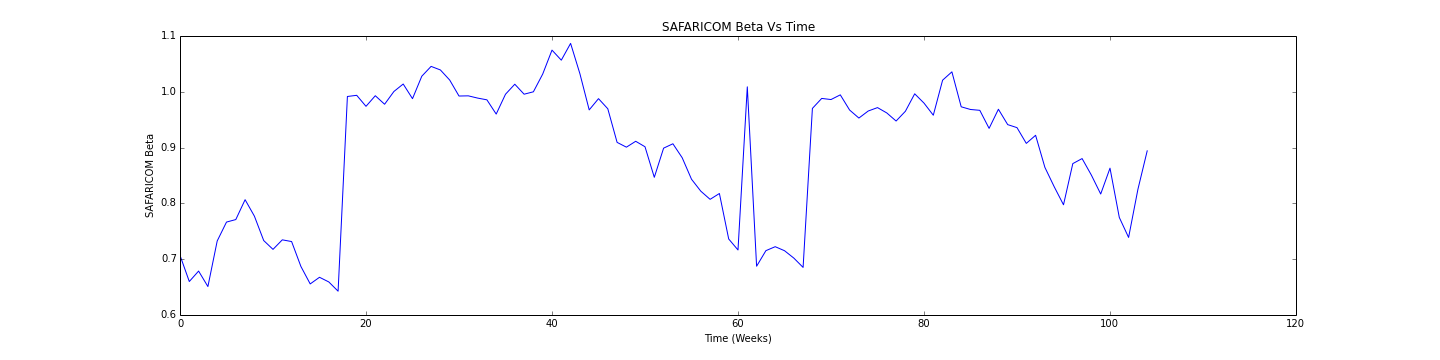 SAFARICOM Beta Vs Time
1.1
1.0
0.9
0.8
0.7
0.6
SAFARICOM Beta
0 20 40 60 80 100 120
Time (Weeks)